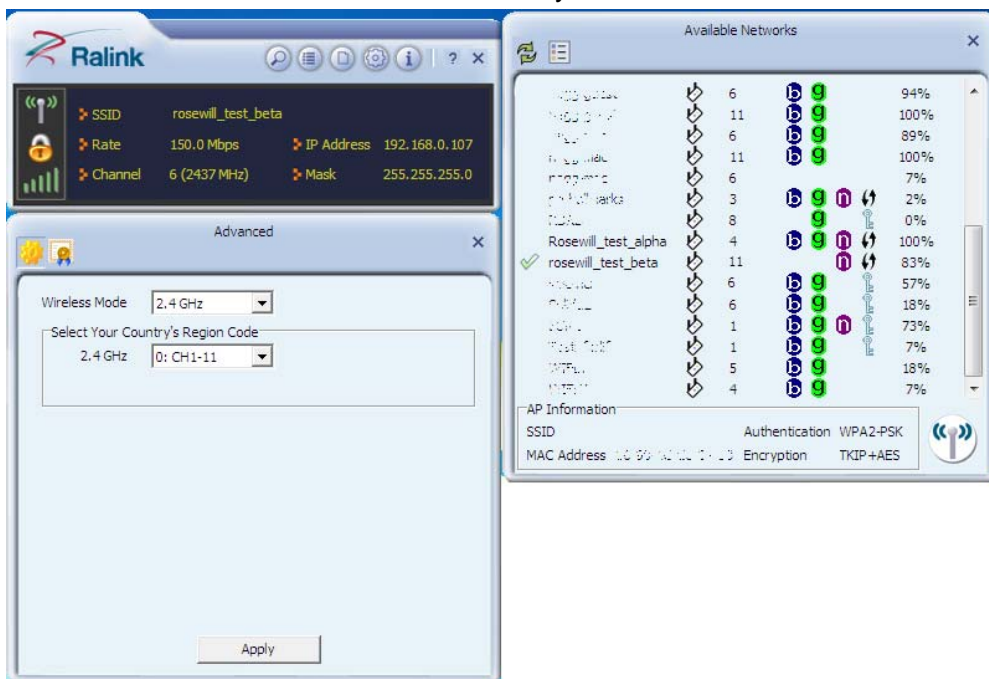 Ralink
? ×
SSID rosewill_test_beta
Rate 150.0 Mbps IP Address 192.168.0.107
Channel 6 (2437 MHz) Mask 255.255.255.0
Advanced ×
Wireless Mode 2.4 GHz
Select Your Country's Region Code
2.4 GHz 0: CH1-11
Apply
Available Networks ×
6 b g 94%
11 b g 100%
6 b g 89%
11 b g 100%
6 7%
3 b g n 2%
8 g 0%
Rosewill_test_alpha 4 b g n 100%
rosewill_test_beta 11 n 83%
6 b g 57%
6 b g 18%
1 b g n 73%
1 b g 7%
5 b g 18%
4 b g 7%
AP Information
SSID Authentication WPA2-PSK
MAC Address Encryption TKIP+AES